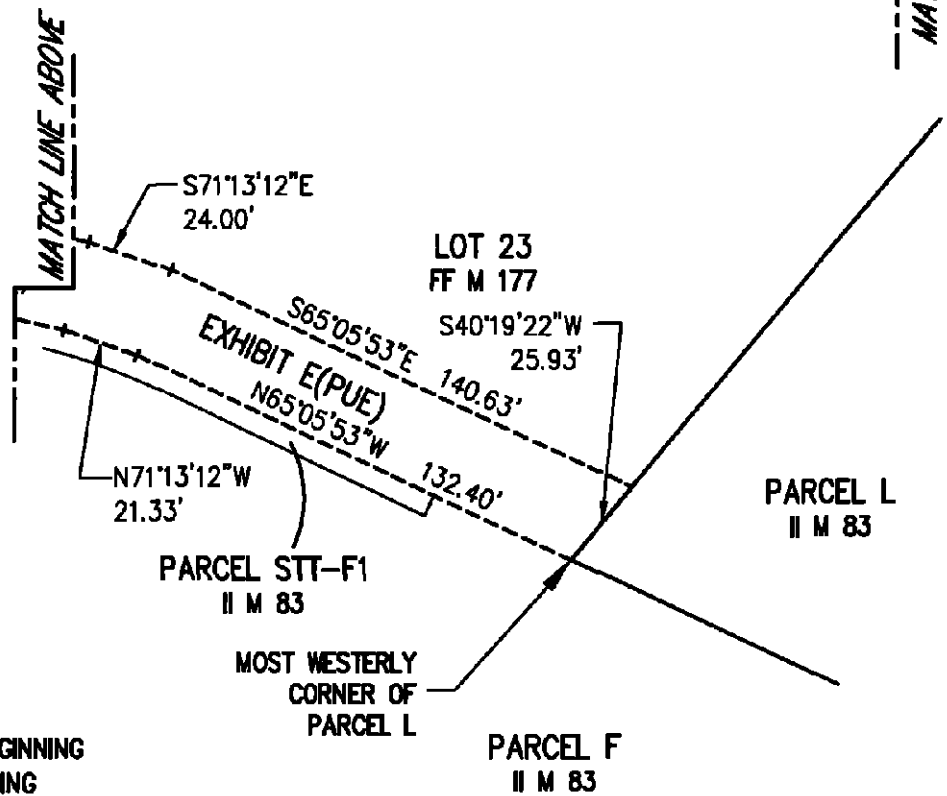 MATCH LINE ABOVE
MA
S71°13'12"E
24.00'
LOT 23
FF M 177
S65°05'53"E 140.63'
S40°19'22"W
25.93'
EXHIBIT E(PUE)
N65°05'53"W 132.40'
N71°13'12"W
21.33'
PARCEL L
II M 83
PARCEL STT-F1
II M 83
MOST WESTERLY
CORNER OF
PARCEL L
GINNING
ING
PARCEL F
II M 83